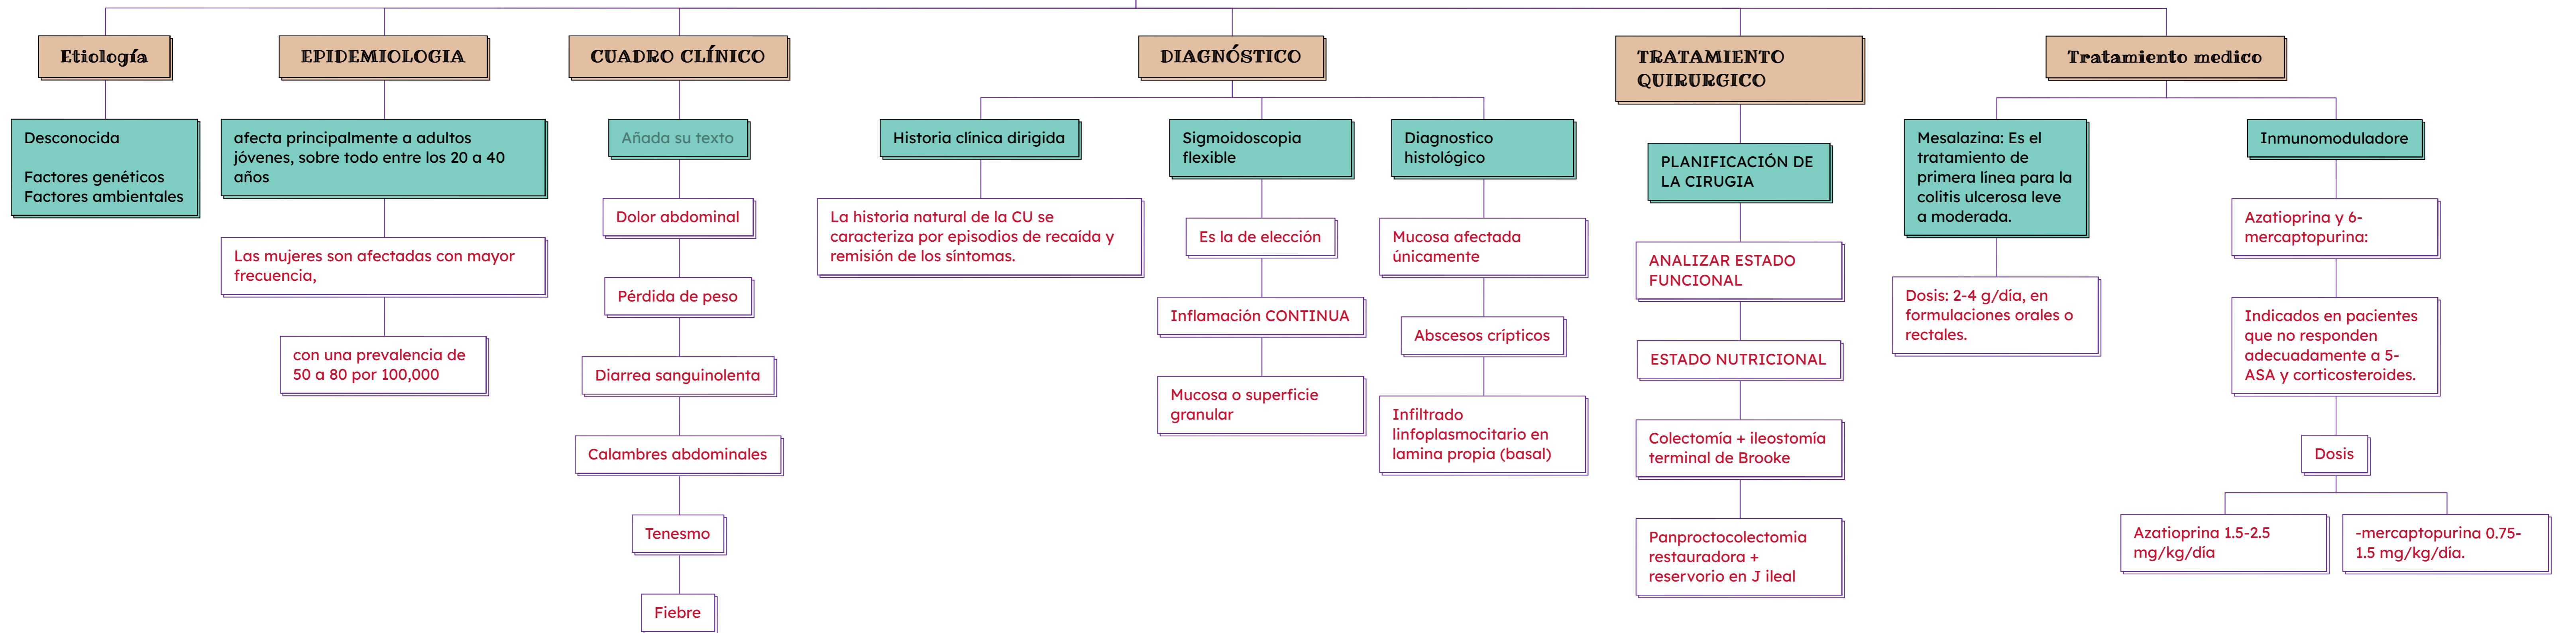 Etiología
Desconocida
Factores genéticos
Factores ambientales
EPIDEMIOLOGIA
afecta principalmente a adultos
jóvenes, sobre todo entre los 20 a 40
años
Las mujeres son afectadas con mayor
frecuencia,
con una prevalencia de
50 a 80 por 100,000
CUADRO CLÍNICO
Añada su texto
Dolor abdominal
Pérdida de peso
Diarrea sanguinolenta
Calambres abdominales
Tenesmo
Fiebre
DIAGNÓSTICO
Historia clínica dirigida
La historia natural de la CU se
caracteriza por episodios de recaída y
remisión de los síntomas.
Sigmoidoscopia
flexible
Es la de elección
Inflamación CONTINUA
Mucosa o superficie
granular
Diagnostico
histológico
Mucosa afectada
únicamente
Abscesos crípticos
Infiltrado
linfoplasmocitario en
lamina propia (basal)
TRATAMIENTO
QUIRURGICO
PLANIFICACIÓN DE
LA CIRUGIA
ANALIZAR ESTADO
FUNCIONAL
ESTADO NUTRICIONAL
Colectomía + ileostomía
terminal de Brooke
Panproctocolectomia
restauradora +
reservorio en J ileal
Tratamiento medico
Mesalazina: Es el
tratamiento de
primera línea para la
colitis ulcerosa leve
a moderada.
Dosis: 2-4 g/día, en
formulaciones orales o
rectales.
Inmunomoduladore
Azatioprina y 6-
mercaptopurina:
Indicados en pacientes
que no responden
adecuadamente a 5-
ASA y corticosteroides.
Dosis
Azatioprina 1.5-2.5
mg/kg/día
-mercaptopurina 0.75-
1.5 mg/kg/día.